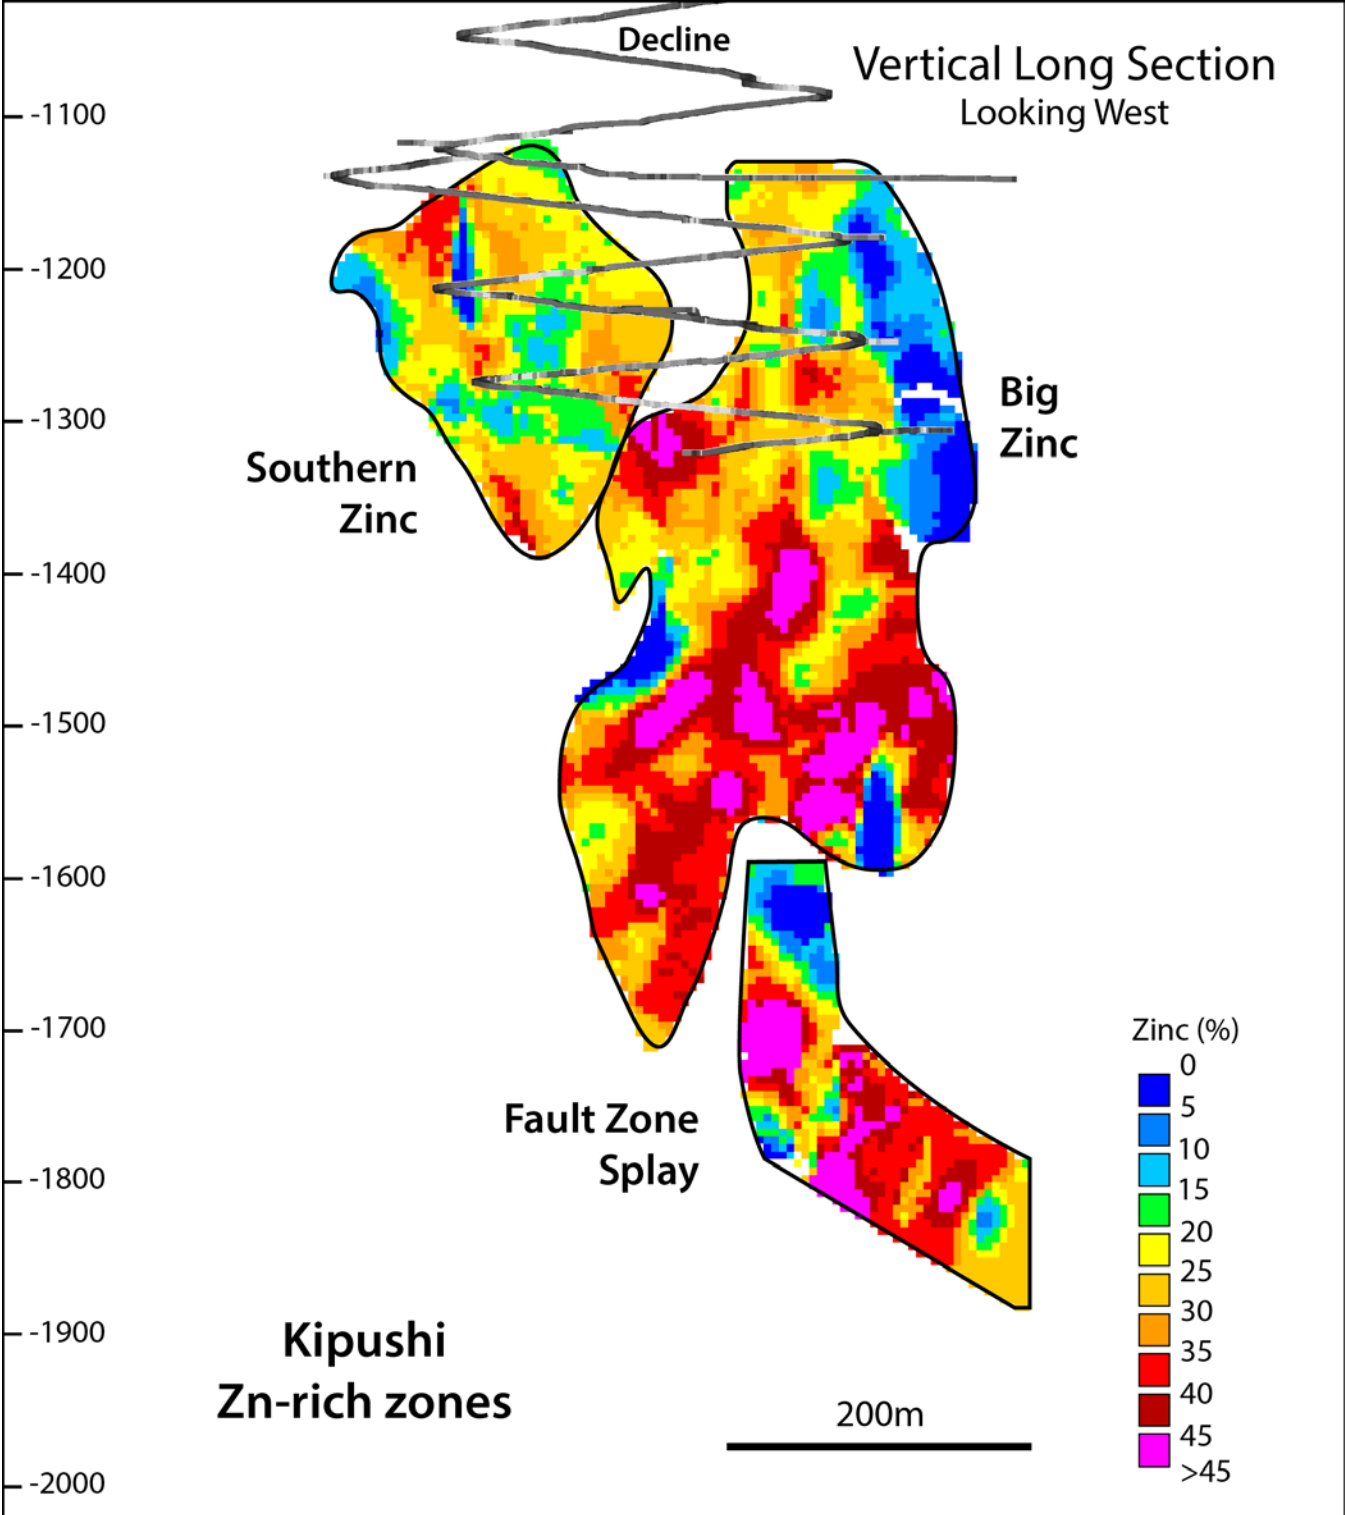 Decline
Vertical Long Section
Looking West
-1100
-1200
-1300
-1400
-1500
-1600
-1700
-1800
-1900
-2000
Big
Zinc
Southern
Zinc
Fault Zone
Splay
Kipushi
Zn-rich zones
200m
Zinc (%)
0
5
10
15
20
25
30
35
40
45
>45